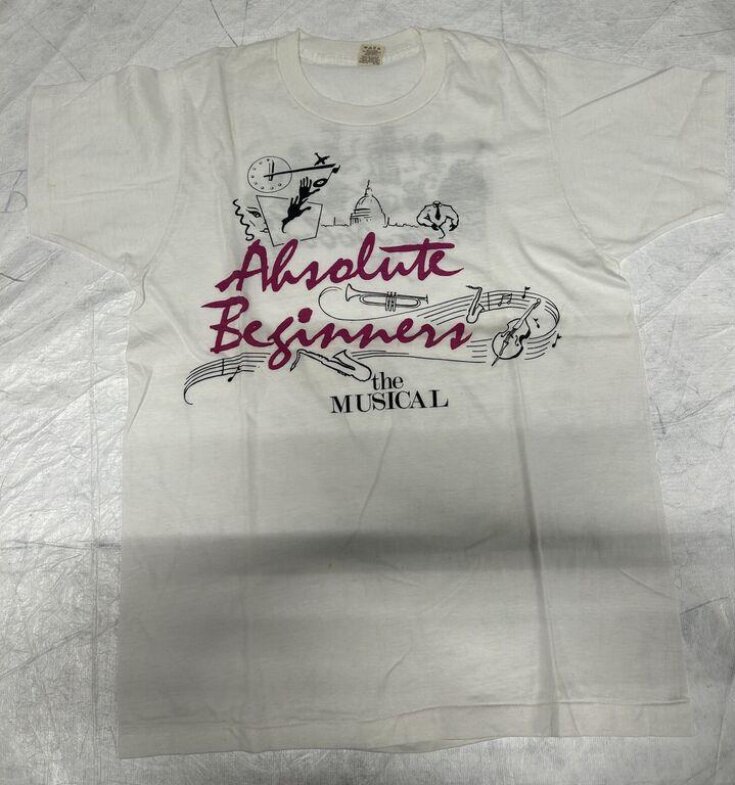 Absolute
Beginners
the
MUSICAL